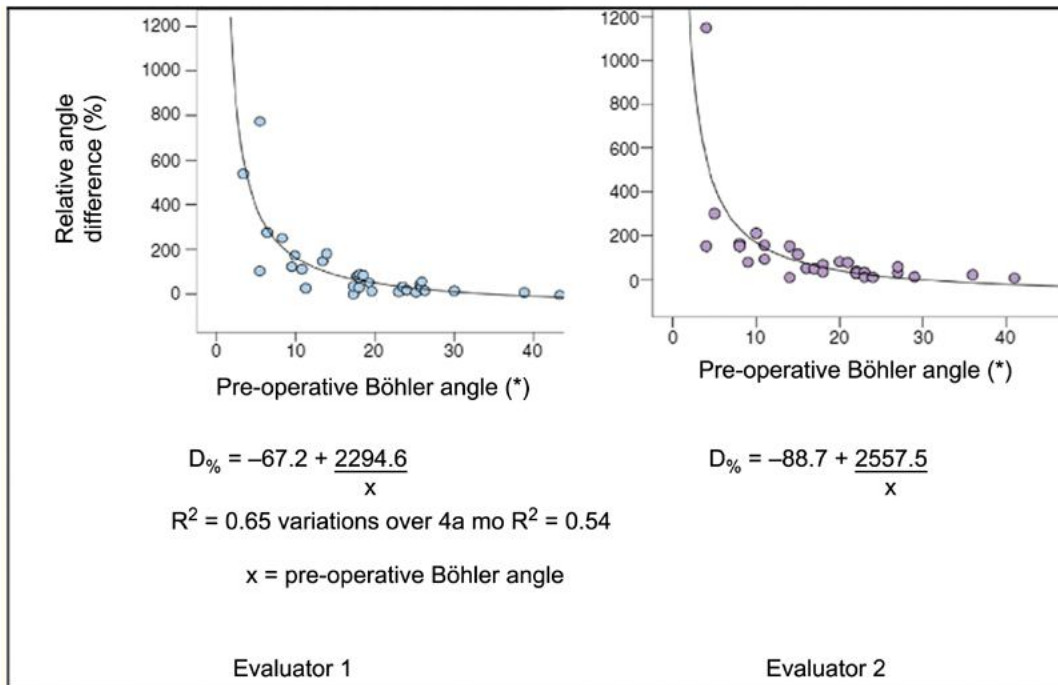 Relative angle
difference (%)
1200
1000
800
600
400
200
0
0 10 20 30 40
Pre-operative Böhler angle (*)
1200
1000
800
600
400
200
0
0 10 20 30 40
Pre-operative Böhler angle (*)
D% = –67.2 + 2294.6
x
D% = –88.7 + 2557.5
x
R² = 0.65 variations over 4a mo R² = 0.54
x = pre-operative Böhler angle
Evaluator 1
Evaluator 2